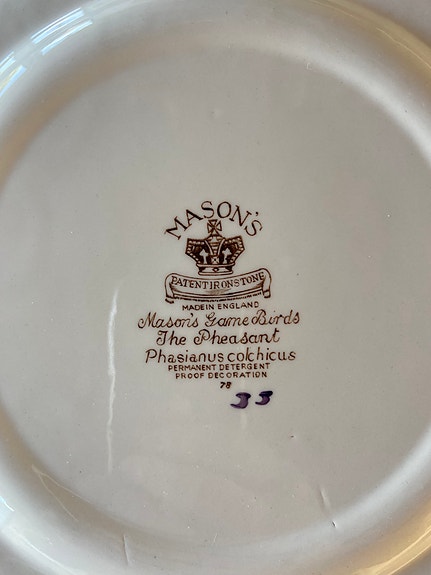 MASON'S
PATENT IRONSTONE
MADE IN ENGLAND
Mason's Game Birds
The Pheasant
Phasianus colchicus
PERMANENT DETERGENT
PROOF DECORATION
78
33